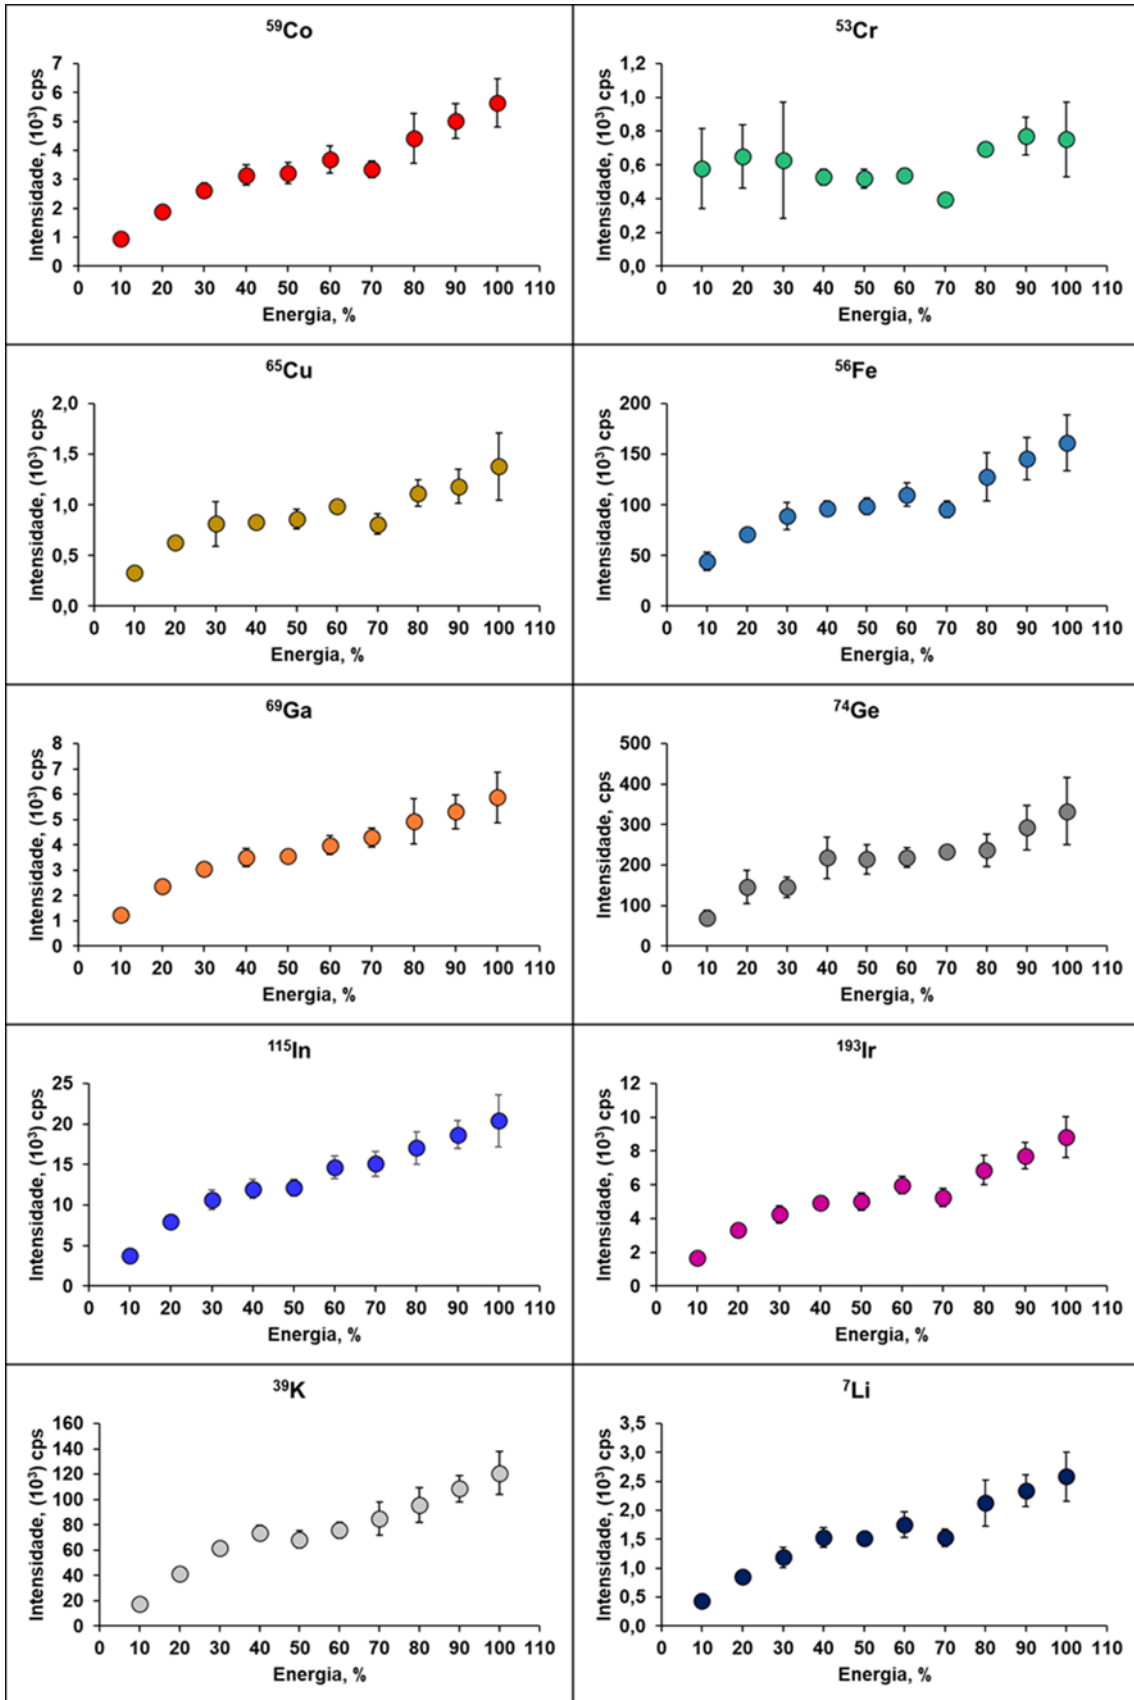 ⁵⁹Co
Intensidade, (10³) cps
7
6
5
4
3
2
1
0
0 10 20 30 40 50 60 70 80 90 100 110
Energia, %
⁵³Cr
Intensidade, (10³) cps
1,2
1,0
0,8
0,6
0,4
0,2
0,0
0 10 20 30 40 50 60 70 80 90 100 110
Energia, %
⁶⁵Cu
Intensidade, (10³) cps
2,0
1,5
1,0
0,5
0,0
0 10 20 30 40 50 60 70 80 90 100 110
Energia, %
⁵⁶Fe
Intensidade, (10³) cps
200
150
100
50
0
0 10 20 30 40 50 60 70 80 90 100 110
Energia, %
⁶⁹Ga
Intensidade, (10³) cps
8
7
6
5
4
3
2
1
0
0 10 20 30 40 50 60 70 80 90 100 110
Energia, %
⁷⁴Ge
Intensidade, cps
500
400
300
200
100
0
0 10 20 30 40 50 60 70 80 90 100 110
Energia, %
¹¹⁵In
Intensidade, (10³) cps
25
20
15
10
5
0
0 10 20 30 40 50 60 70 80 90 100 110
Energia, %
¹⁹³Ir
Intensidade, (10³) cps
12
10
8
6
4
2
0
0 10 20 30 40 50 60 70 80 90 100 110
Energia, %
³⁹K
Intensidade, (10³) cps
160
140
120
100
80
60
40
20
0
0 10 20 30 40 50 60 70 80 90 100 110
Energia, %
⁷Li
Intensidade, (10³) cps
3,5
3,0
2,5
2,0
1,5
1,0
0,5
0,0
0 10 20 30 40 50 60 70 80 90 100 110
Energia, %